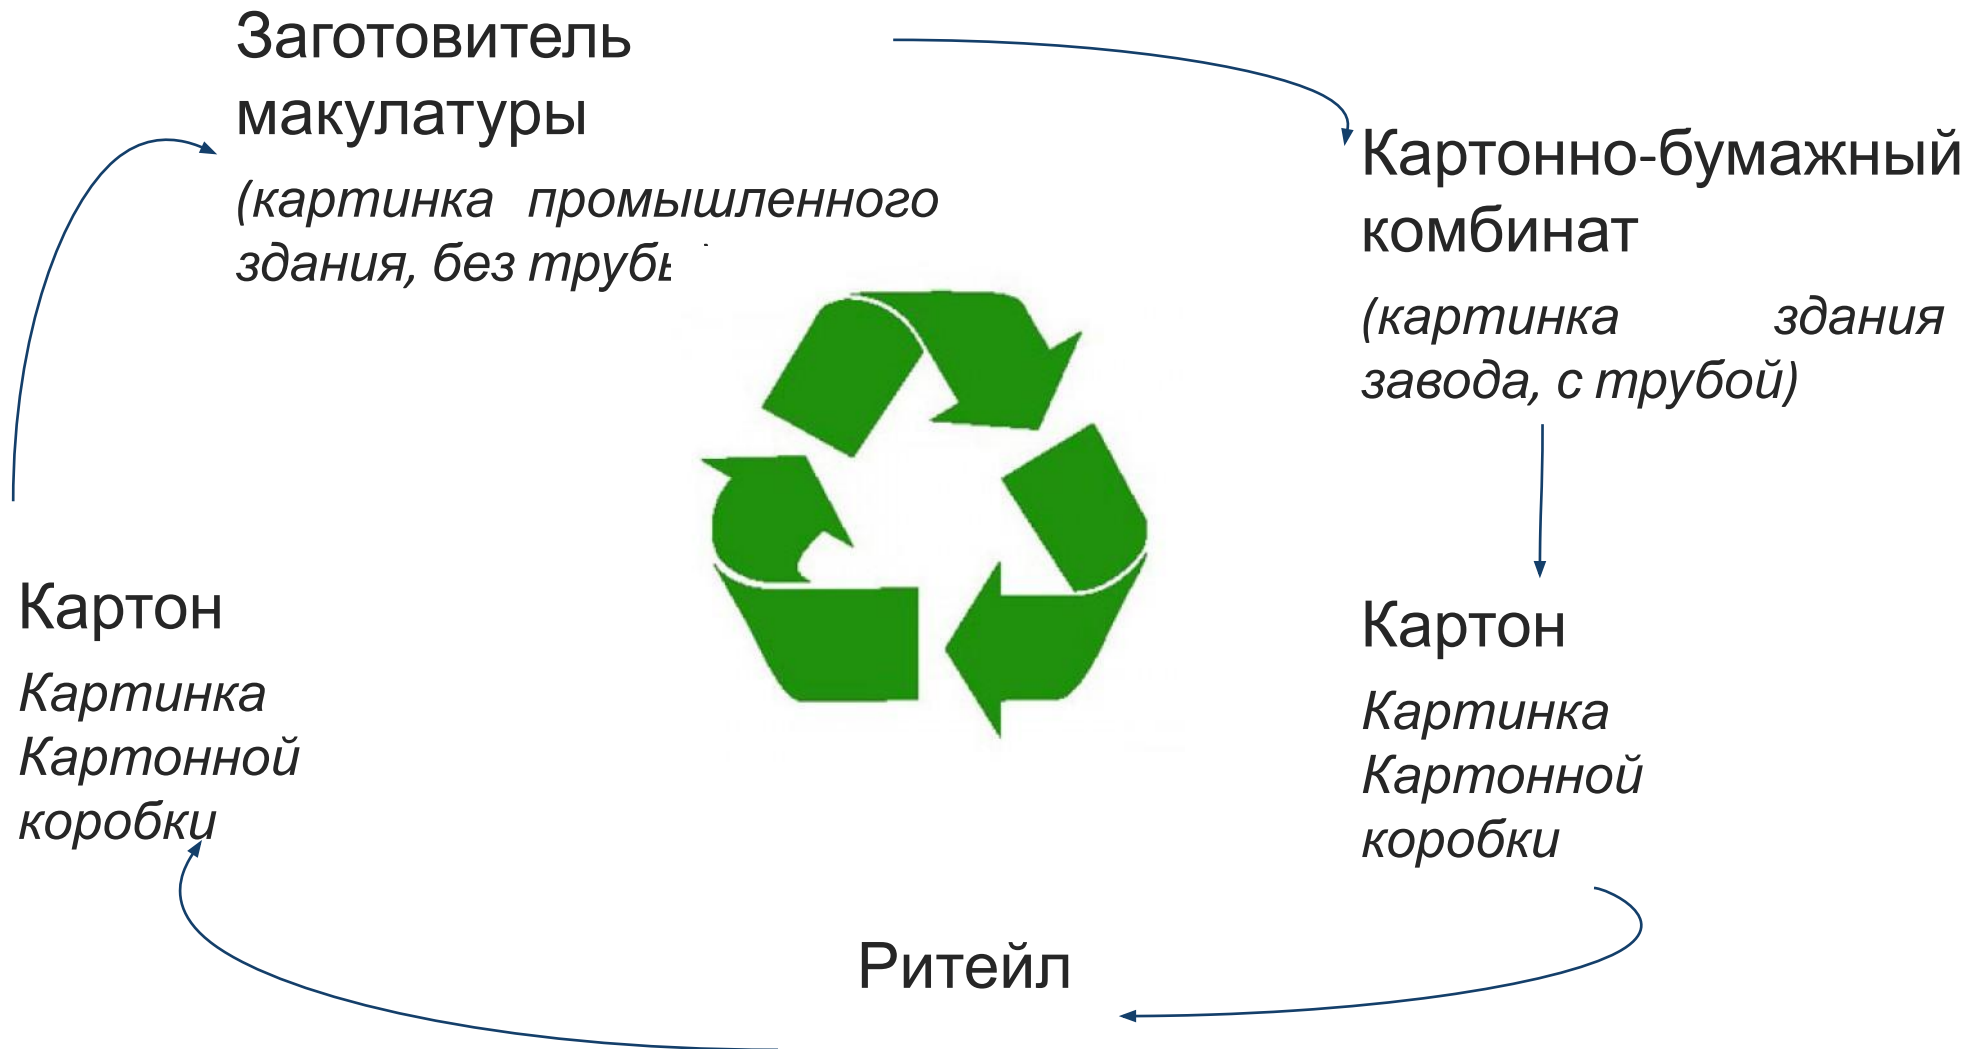 Заготовитель
макулатуры
(картинка промышленного
здания, без
Картонно-бумажный
комбинат
(картинка здания
завода, с трубой)
Картон
Картинка
Картонной
коробки
Ритейл
Картон
Картинка
Картонной
коробки